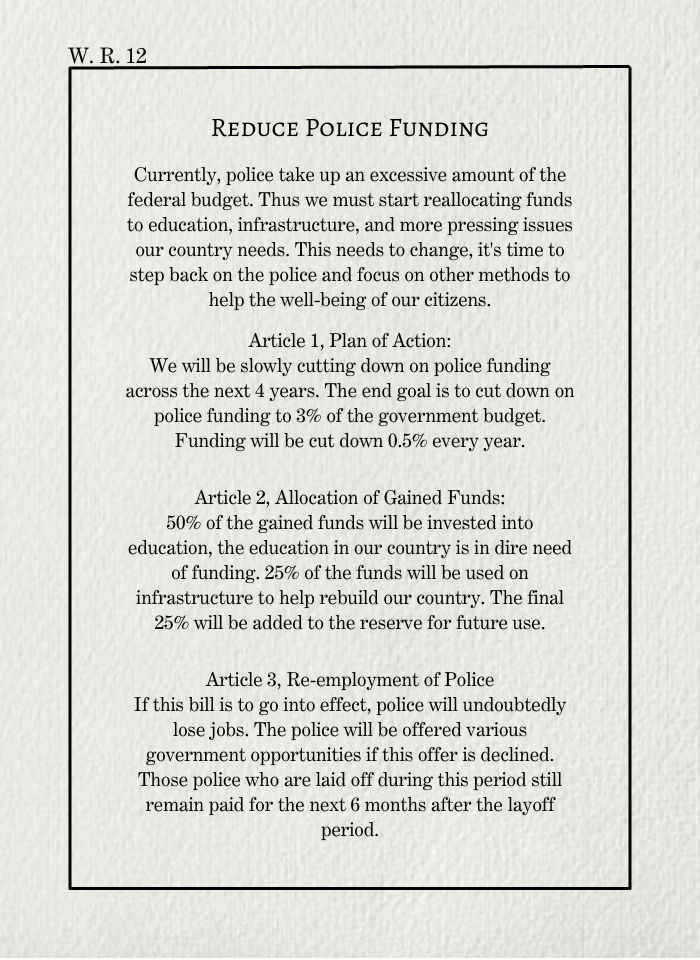 W. R. 12
Reduce Police Funding
Currently, police take up an excessive amount of the
federal budget. Thus we must start reallocating funds
to education, infrastructure, and more pressing issues
our country needs. This needs to change, it's time to
step back on the police and focus on other methods to
help the well-being of our citizens.
Article 1, Plan of Action:
We will be slowly cutting down on police funding
across the next 4 years. The end goal is to cut down on
police funding to 3% of the government budget.
Funding will be cut down 0.5% every year.
Article 2, Allocation of Gained Funds:
50% of the gained funds will be invested into
education, the education in our country is in dire need
of funding. 25% of the funds will be used on
infrastructure to help rebuild our country. The final
25% will be added to the reserve for future use.
Article 3, Re-employment of Police
If this bill is to go into effect, police will undoubtedly
lose jobs. The police will be offered various
government opportunities if this offer is declined.
Those police who are laid off during this period still
remain paid for the next 6 months after the layoff
period.